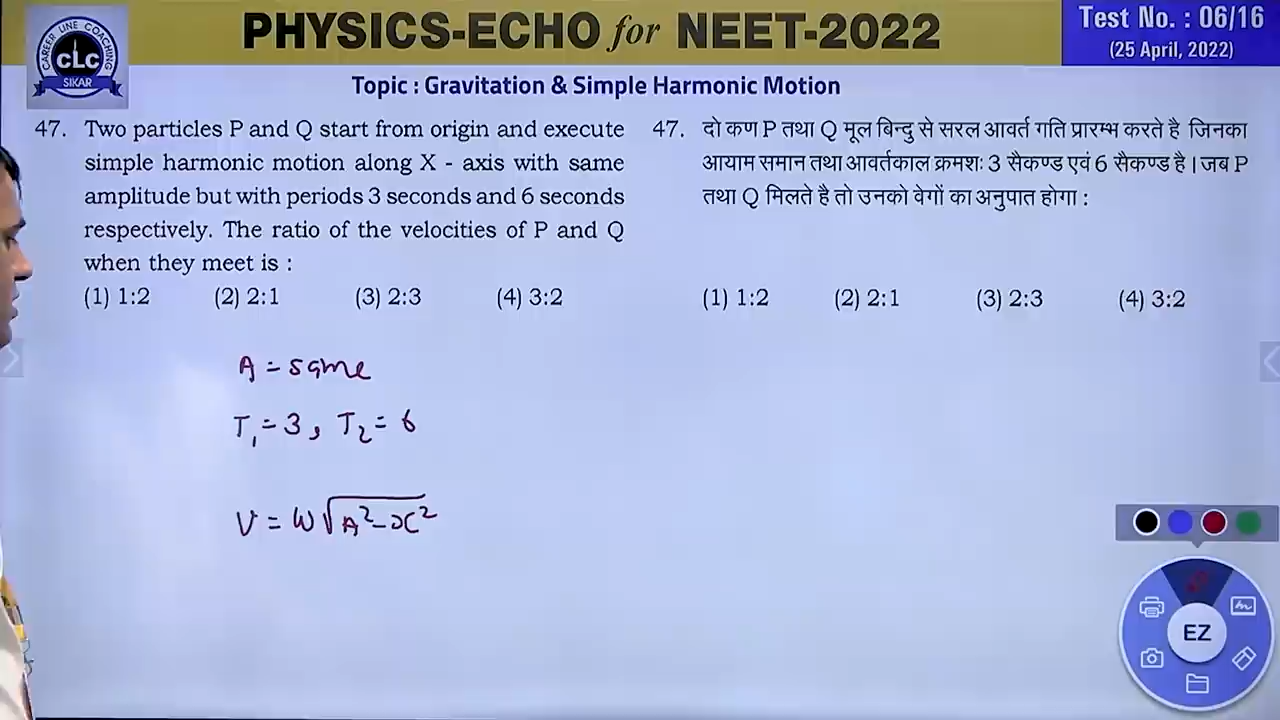 CAREER LINE COACHING
CLC
SIKAR
PHYSICS-ECHO for NEET-2022
Test No. : 06/16
(25 April, 2022)
Topic : Gravitation & Simple Harmonic Motion
47. Two particles P and Q start from origin and execute
simple harmonic motion along X - axis with same
amplitude but with periods 3 seconds and 6 seconds
respectively. The ratio of the velocities of P and Q
when they meet is :
(1) 1:2 (2) 2:1 (3) 2:3 (4) 3:2
47. दो कण P तथा Q मूल बिन्दु से सरल आवर्त गति प्रारम्भ करते है जिनका
आयाम समान तथा आवर्तकाल क्रमशः 3 सैकण्ड एवं 6 सैकण्ड है। जब P
तथा Q मिलते है तो उनको वेगों का अनुपात होगा :
(1) 1:2 (2) 2:1 (3) 2:3 (4) 3:2
A = same
T₁ = 3, T₂ = 6
V = W√A²-x²
EZ